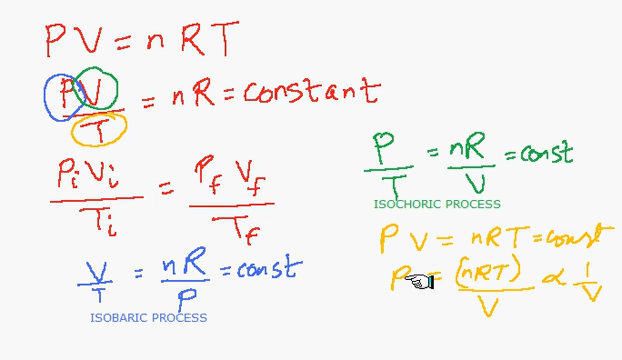 PV = nRT
PV/T = nR = constant
PiVi/Ti = PfVf/Tf
V/T = nR/P = const
ISOBARIC PROCESS
P/T = nR/V = const
ISOCHORIC PROCESS
PV = nRT = const
P = (nRT)/V ∝ 1/V